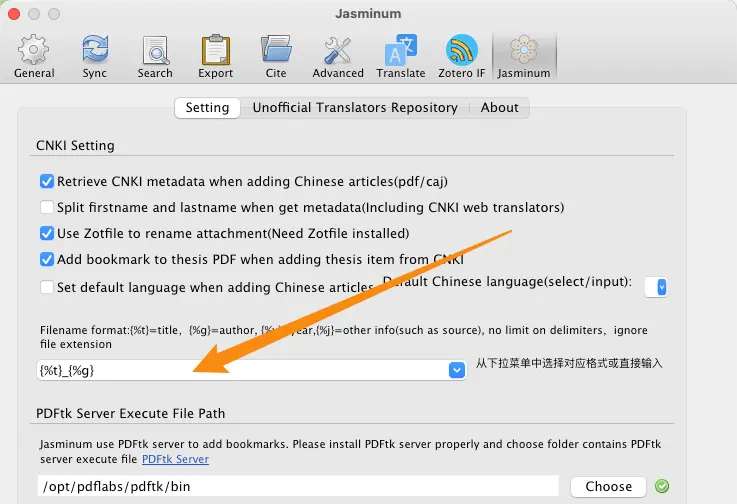 Jasminum
General Sync Search Export Cite Advanced Translate Zotero IF Jasminum
Setting Unofficial Translators Repository About
CNKI Setting
Retrieve CNKI metadata when adding Chinese articles(pdf/caj)
Split firstname and lastname when get metadata(Including CNKI web translators)
Use Zotfile to rename attachment(Need Zotfile installed)
Add bookmark to thesis PDF when adding thesis item from CNKI
Set default language when adding Chinese articles Default Chinese language(select/input):
Filename format:{%t}=title, {%g}=author, {%y}=year,{%j}=other info(such as source), no limit on delimiters, ignore
file extension
{%t}_{%g}
从下拉菜单中选择对应格式或直接输入
PDFtk Server Execute File Path
Jasminum use PDFtk server to add bookmarks. Please install PDFtk server properly and choose folder contains PDFtk
server execute file PDFtk Server
/opt/pdflabs/pdftk/bin Choose